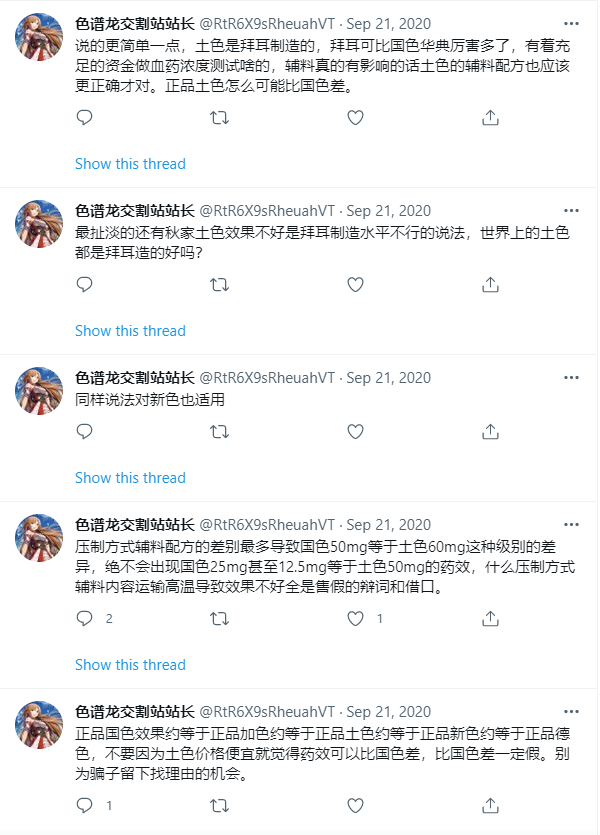 色谱龙交割站站长 @RtR6X9sRheuahVT · Sep 21, 2020
说的更简单一点，土色是拜耳制造的，拜耳可比国色华典厉害多了，有着充
足的资金做血药浓度测试啥的，辅料真的有影响的话土色的辅料配方也应该
更正确才对。正品土色怎么可能比国色差。
Show this thread
色谱龙交割站站长 @RtR6X9sRheuahVT · Sep 21, 2020
最扯淡的还有秋家土色效果不好是拜耳制造水平不行的说法，世界上的土色
都是拜耳造的好吗？
Show this thread
色谱龙交割站站长 @RtR6X9sRheuahVT · Sep 21, 2020
同样说法对新色也适用
Show this thread
色谱龙交割站站长 @RtR6X9sRheuahVT · Sep 21, 2020
压制方式辅料配方的差别最多导致国色50mg等于土色60mg这种级别的差
异，绝不会出现国色25mg甚至12.5mg等于土色50mg的药效，什么压制方式
辅料内容运输高温导致效果不好全是售假的辩词和借口。
2 1
Show this thread
色谱龙交割站站长 @RtR6X9sRheuahVT · Sep 21, 2020
正品国色效果约等于正品加色约等于正品土色约等于正品新色约等于正品德
色，不要因为土色价格便宜就觉得药效可以比国色差，比国色差一定假。别
为骗子留下找理由的机会。
1